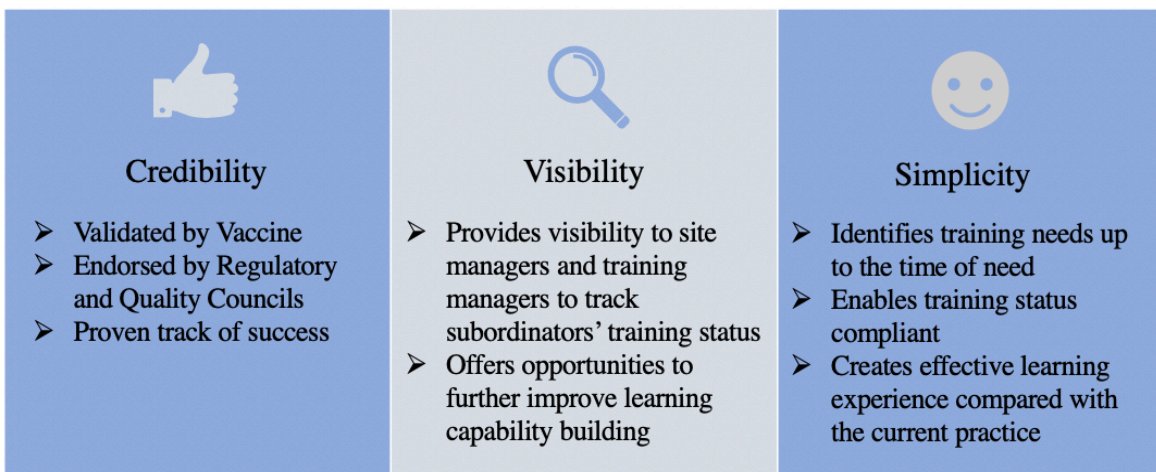 Credibility
➢ Validated by Vaccine
➢ Endorsed by Regulatory
and Quality Councils
➢ Proven track of success
Visibility
➢ Provides visibility to site
managers and training
managers to track
subordinators’ training status
➢ Offers opportunities to
further improve learning
capability building
Simplicity
➢ Identifies training needs up
to the time of need
➢ Enables training status
compliant
➢ Creates effective learning
experience compared with
the current practice